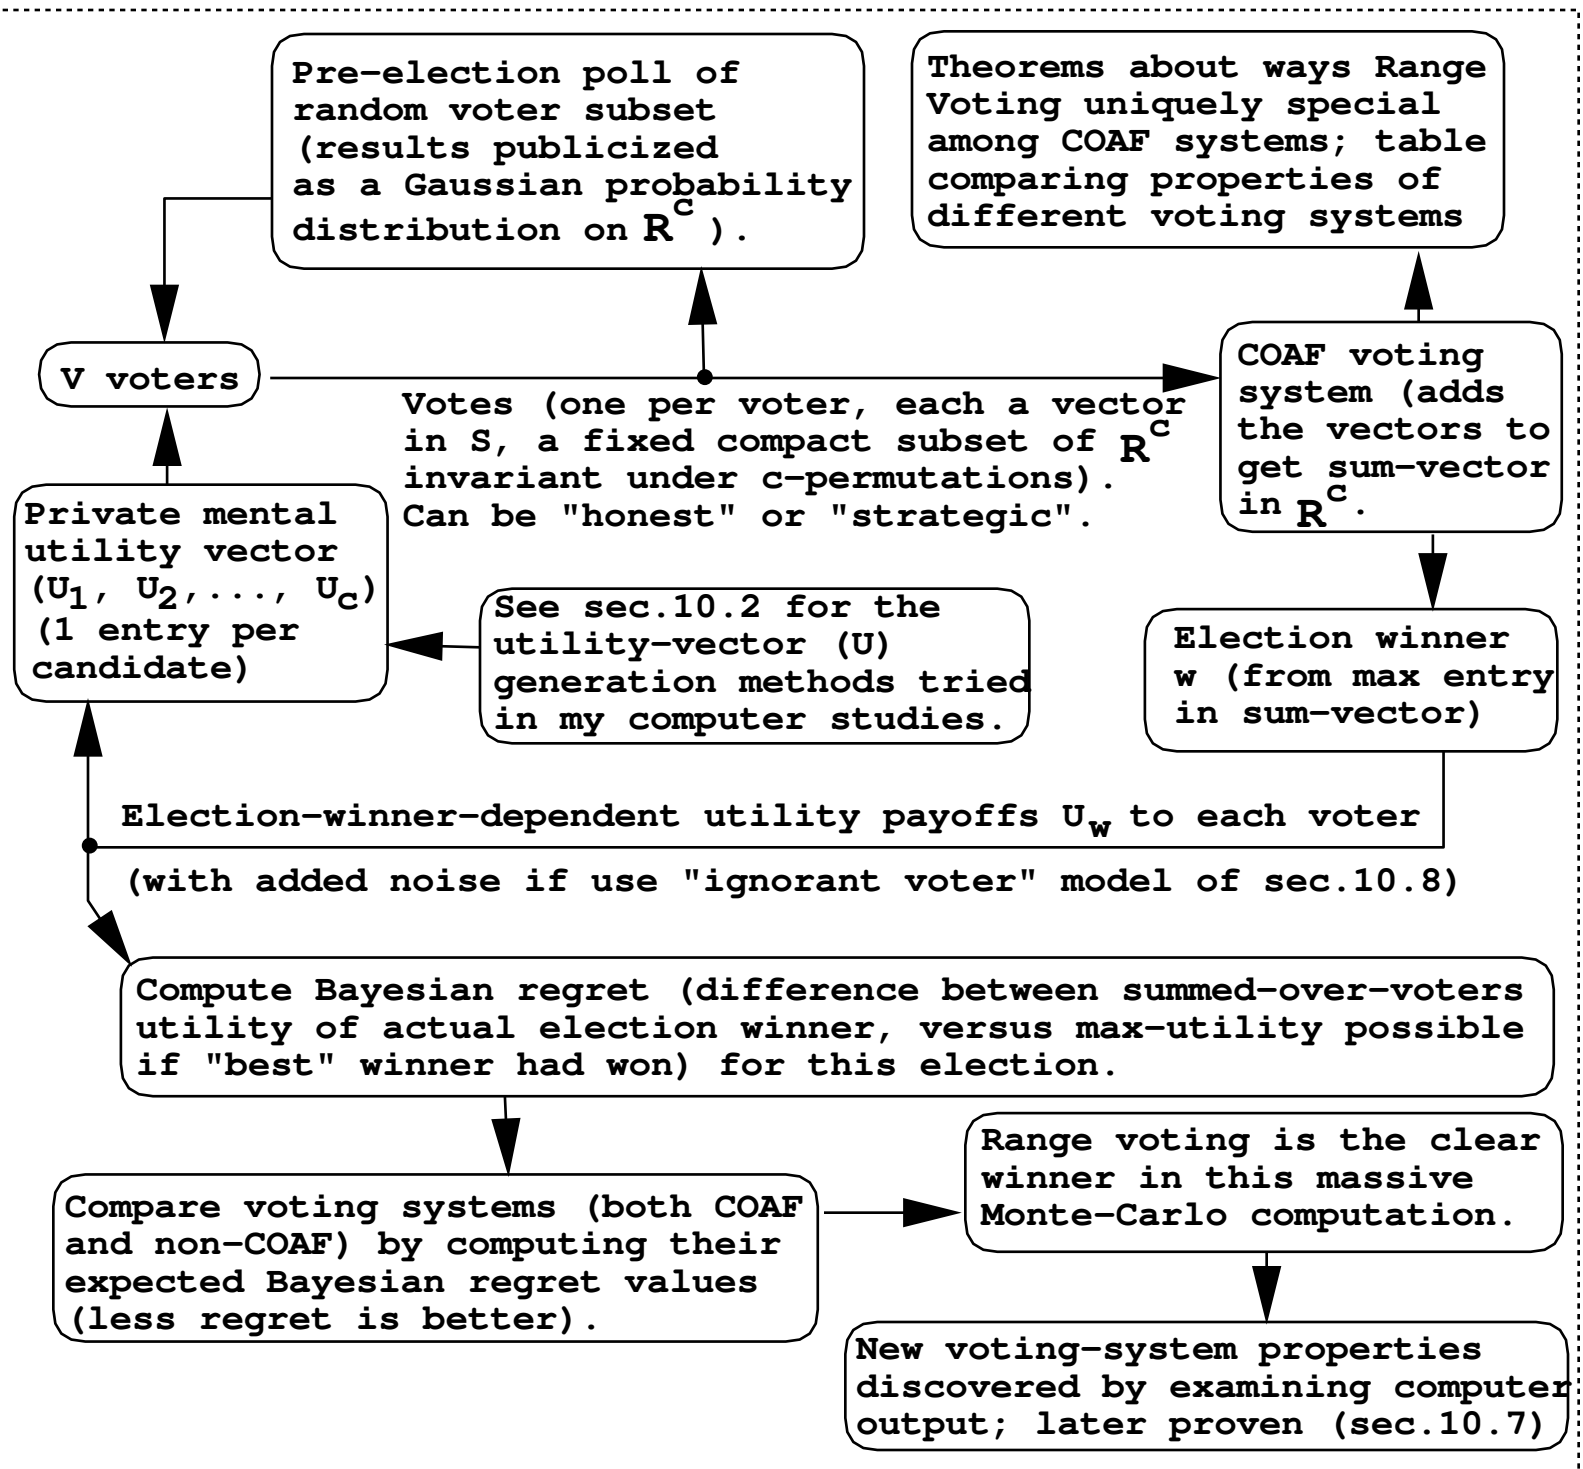 Pre-election poll of
random voter subset
(results publicized
as a Gaussian probability
distribution on R^c ).
Theorems about ways Range
Voting uniquely special
among COAF systems; table
comparing properties of
different voting systems
V voters
Votes (one per voter, each a vector
in S, a fixed compact subset of R^c
invariant under c-permutations).
Can be "honest" or "strategic".
COAF voting
system (adds
the vectors to
get sum-vector
in R^c.
Private mental
utility vector
(U_1, U_2,..., U_c)
(1 entry per
candidate)
See sec.10.2 for the
utility-vector (U)
generation methods tried
in my computer studies.
Election winner
w (from max entry
in sum-vector)
Election-winner-dependent utility payoffs U_w to each voter
(with added noise if use "ignorant voter" model of sec.10.8)
Compute Bayesian regret (difference between summed-over-voters
utility of actual election winner, versus max-utility possible
if "best" winner had won) for this election.
Compare voting systems (both COAF
and non-COAF) by computing their
expected Bayesian regret values
(less regret is better).
Range voting is the clear
winner in this massive
Monte-Carlo computation.
New voting-system properties
discovered by examining computer
output; later proven (sec.10.7)